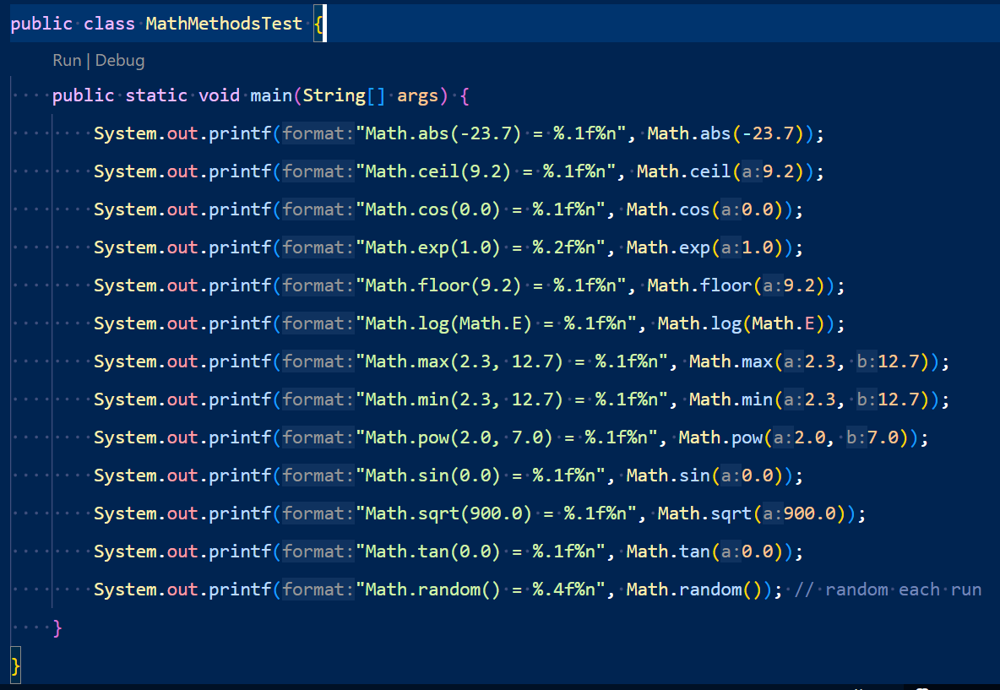 public class MathMethodsTest {
Run | Debug
public static void main(String[] args) {
System.out.printf(format:"Math.abs(-23.7) = %.1f%n", Math.abs(-23.7));
System.out.printf(format:"Math.ceil(9.2) = %.1f%n", Math.ceil(a:9.2));
System.out.printf(format:"Math.cos(0.0) = %.1f%n", Math.cos(a:0.0));
System.out.printf(format:"Math.exp(1.0) = %.2f%n", Math.exp(a:1.0));
System.out.printf(format:"Math.floor(9.2) = %.1f%n", Math.floor(a:9.2));
System.out.printf(format:"Math.log(Math.E) = %.1f%n", Math.log(Math.E));
System.out.printf(format:"Math.max(2.3, 12.7) = %.1f%n", Math.max(a:2.3, b:12.7));
System.out.printf(format:"Math.min(2.3, 12.7) = %.1f%n", Math.min(a:2.3, b:12.7));
System.out.printf(format:"Math.pow(2.0, 7.0) = %.1f%n", Math.pow(a:2.0, b:7.0));
System.out.printf(format:"Math.sin(0.0) = %.1f%n", Math.sin(a:0.0));
System.out.printf(format:"Math.sqrt(900.0) = %.1f%n", Math.sqrt(a:900.0));
System.out.printf(format:"Math.tan(0.0) = %.1f%n", Math.tan(a:0.0));
System.out.printf(format:"Math.random() = %.4f%n", Math.random()); // random each run
}
}